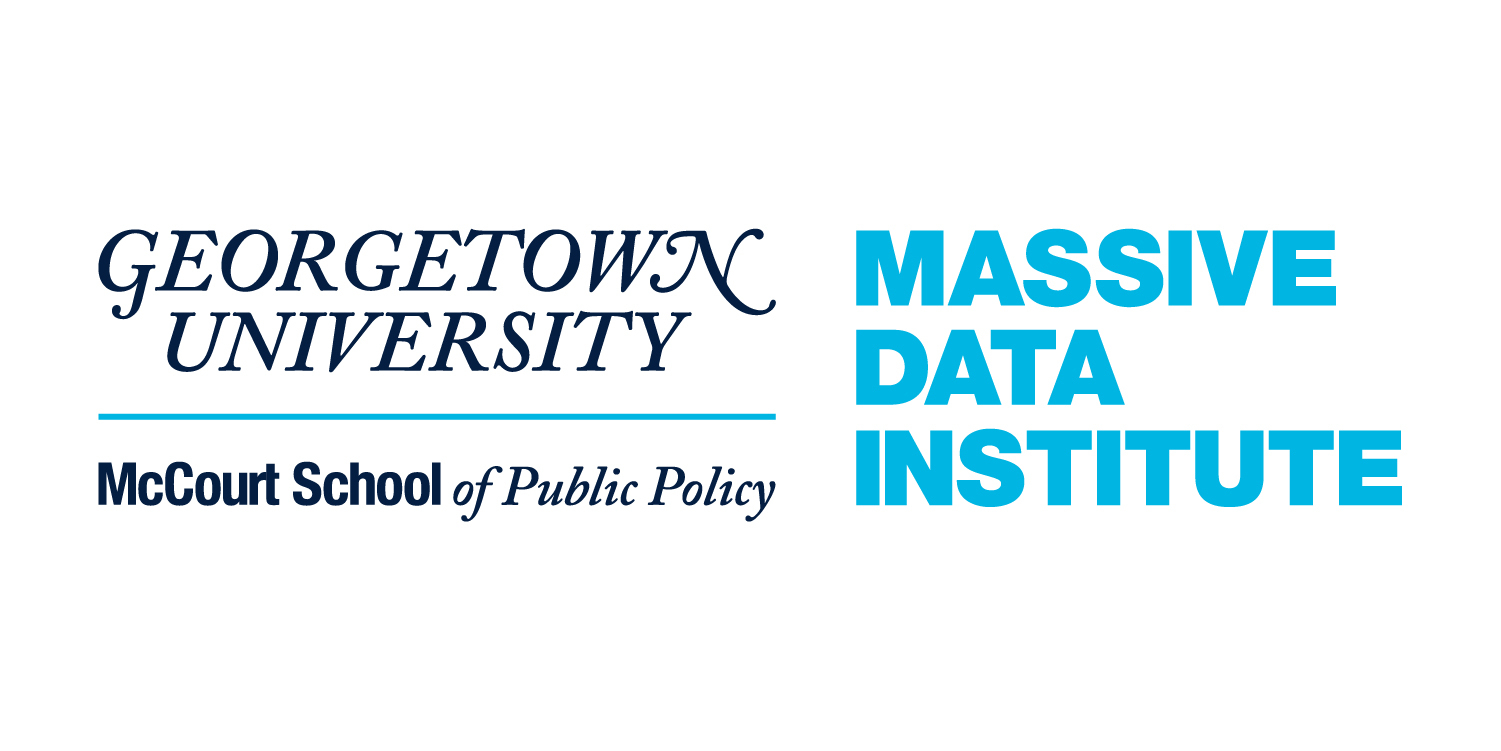 GEORGETOWN
UNIVERSITY
McCourt School of Public Policy
MASSIVE
DATA
INSTITUTE